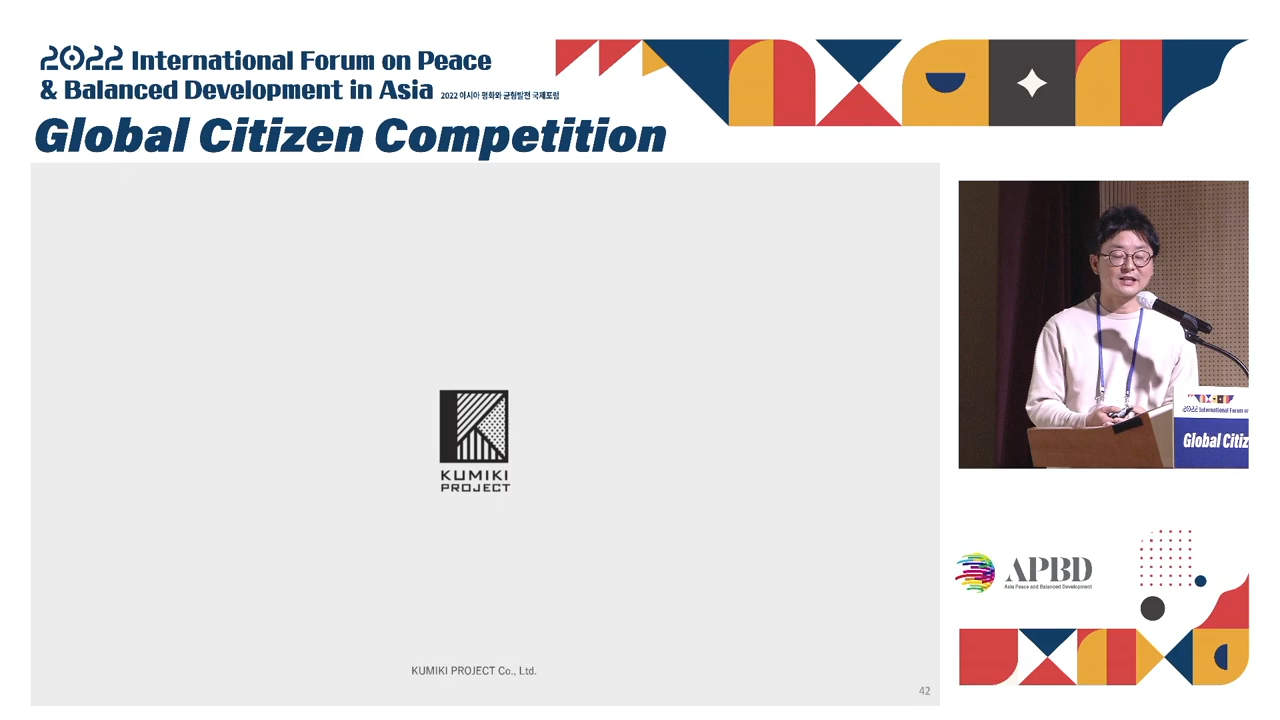 2022 International Forum on Peace
& Balanced Development in Asia 2022 아시아 평화와 균형발전 국제포럼
Global Citizen Competition
KUMIKI
PROJECT
KUMIKI PROJECT Co., Ltd.
42
2022 International Forum on
Global Citiz
APBD
Asia Peace and Balanced Development